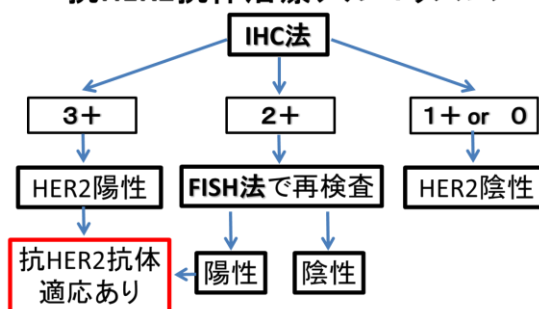 IHC法
3+
2+
1+ or 0
HER2陽性
FISH法で再検査
HER2陰性
抗HER2抗体
適応あり
陽性
陰性